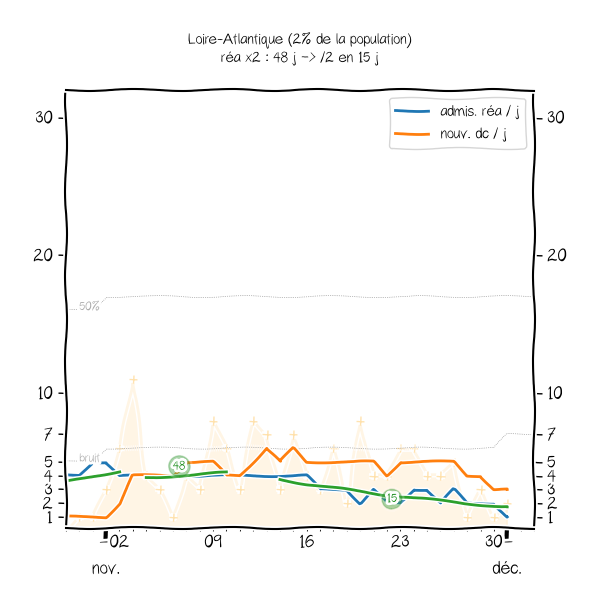 Loire-Atlantique (2% de la population)
réa x2 : 48 j -> /2 en 15 j
admis. réa / j
nouv. dc / j
30 30
20 20
50%
10 10
7 7
bruit
5 5
4 4
3 3
2 2
1 1
48
15
02 09 16 23 30
nov. déc.